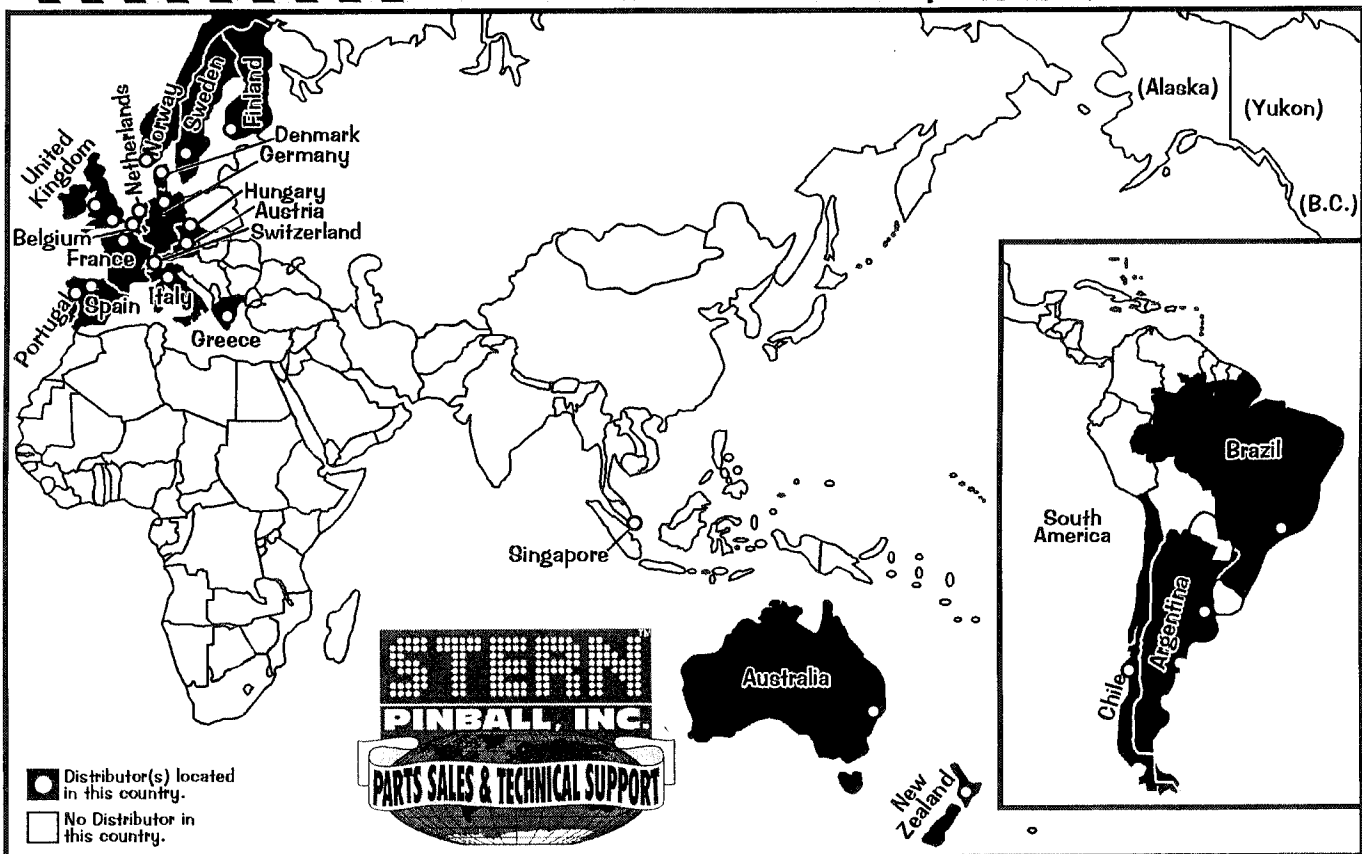 (Alaska)
(Yukon)
(B.C.)
United
Kingdom
Netherlands
Norway
Sweden
Finland
Denmark
Germany
Hungary
Austria
Switzerland
Belgium
France
Portugal
Spain
Italy
Greece
Singapore
Australia
New
Zealand
South
America
Brazil
Argentina
Chile
STERN™
PINBALL, INC.
PARTS SALES & TECHNICAL SUPPORT
Distributor(s) located
in this country.
No Distributor in
this country.